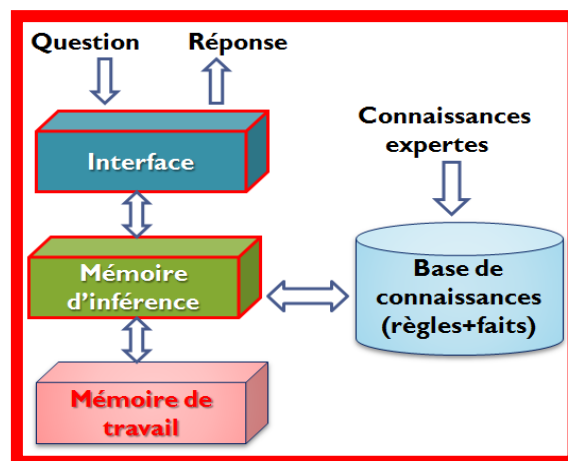 Question Réponse
Interface
Connaissances
expertes
Mémoire
d'inférence
Base de
connaissances
(règles+faits)
Mémoire de
travail